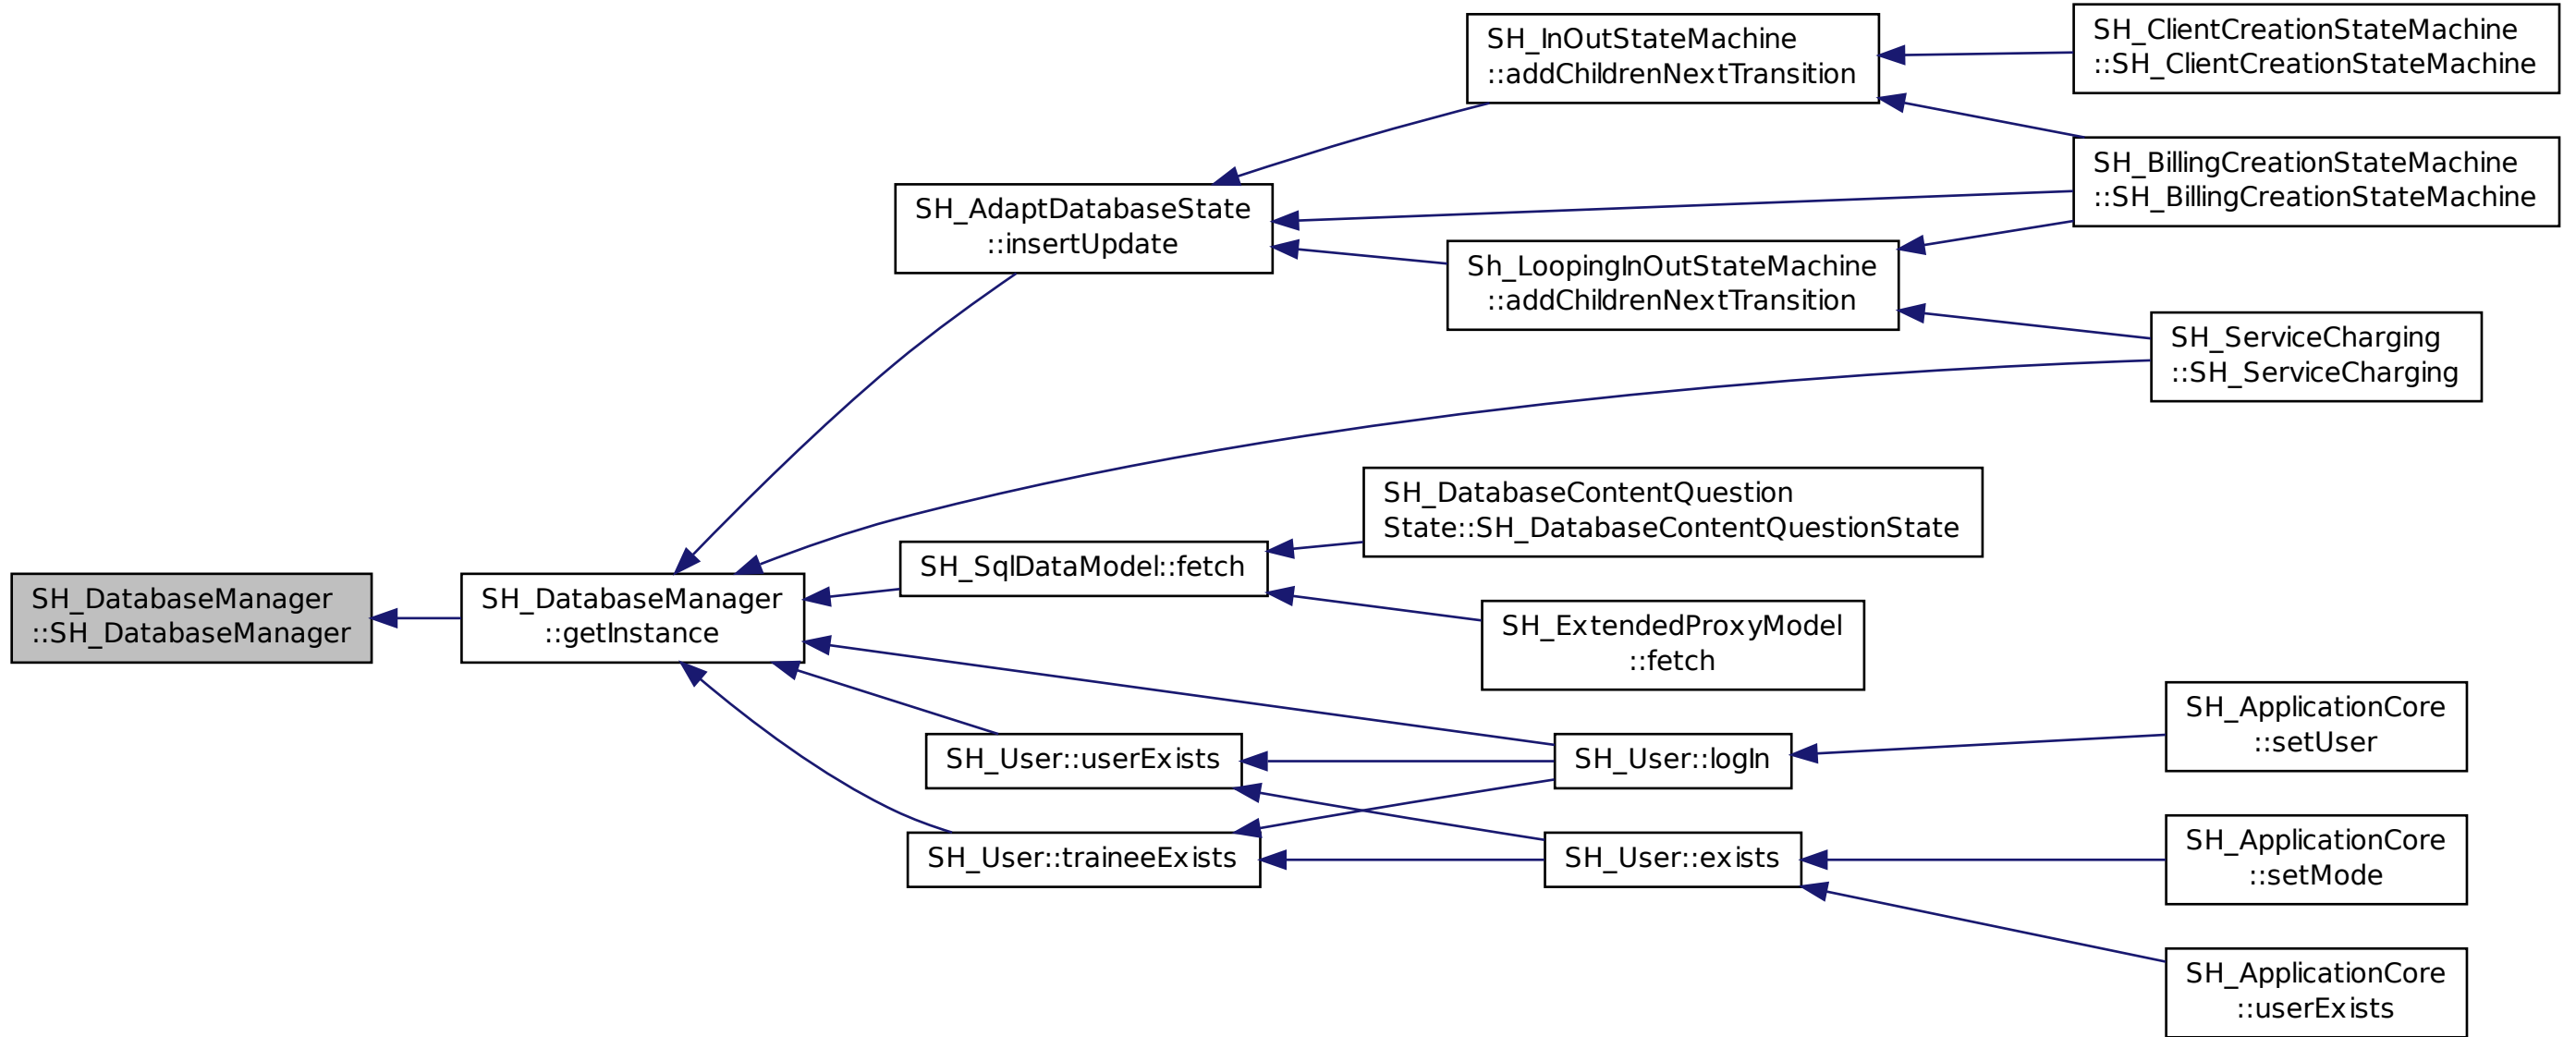 SH_InOutStateMachine
::addChildrenNextTransition
SH_ClientCreationStateMachine
::SH_ClientCreationStateMachine
SH_BillingCreationStateMachine
::SH_BillingCreationStateMachine
SH_AdaptDatabaseState
::insertUpdate
Sh_LoopingInOutStateMachine
::addChildrenNextTransition
SH_ServiceCharging
::SH_ServiceCharging
SH_DatabaseContentQuestion
State::SH_DatabaseContentQuestionState
SH_SqlDataModel::fetch
SH_DatabaseManager
::SH_DatabaseManager
SH_DatabaseManager
::getInstance
SH_ExtendedProxyModel
::fetch
SH_User::userExists
SH_User::logIn
SH_ApplicationCore
::setUser
SH_User::traineeExists
SH_User::exists
SH_ApplicationCore
::setMode
SH_ApplicationCore
::userExists